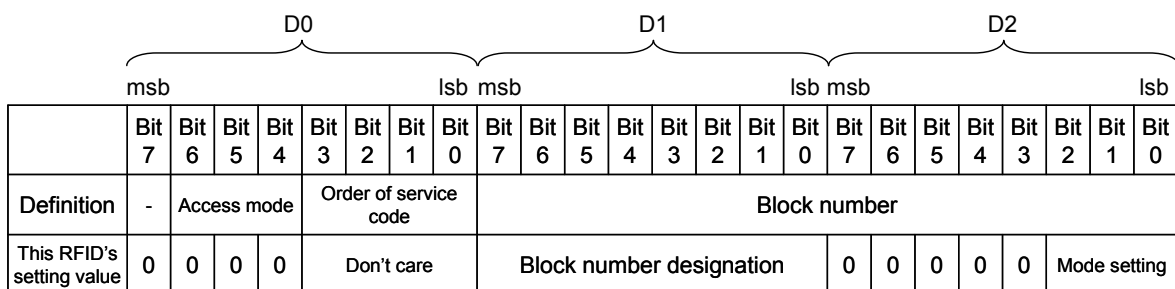 D0 D1 D2
msb lsb msb lsb msb lsb
Bit 7 Bit 6 Bit 5 Bit 4 Bit 3 Bit 2 Bit 1 Bit 0 Bit 7 Bit 6 Bit 5 Bit 4 Bit 3 Bit 2 Bit 1 Bit 0 Bit 7 Bit 6 Bit 5 Bit 4 Bit 3 Bit 2 Bit 1 Bit 0
Definition - Access mode Order of service code Block number
This RFID's setting value 0 0 0 0 Don't care Block number designation 0 0 0 0 0 Mode setting